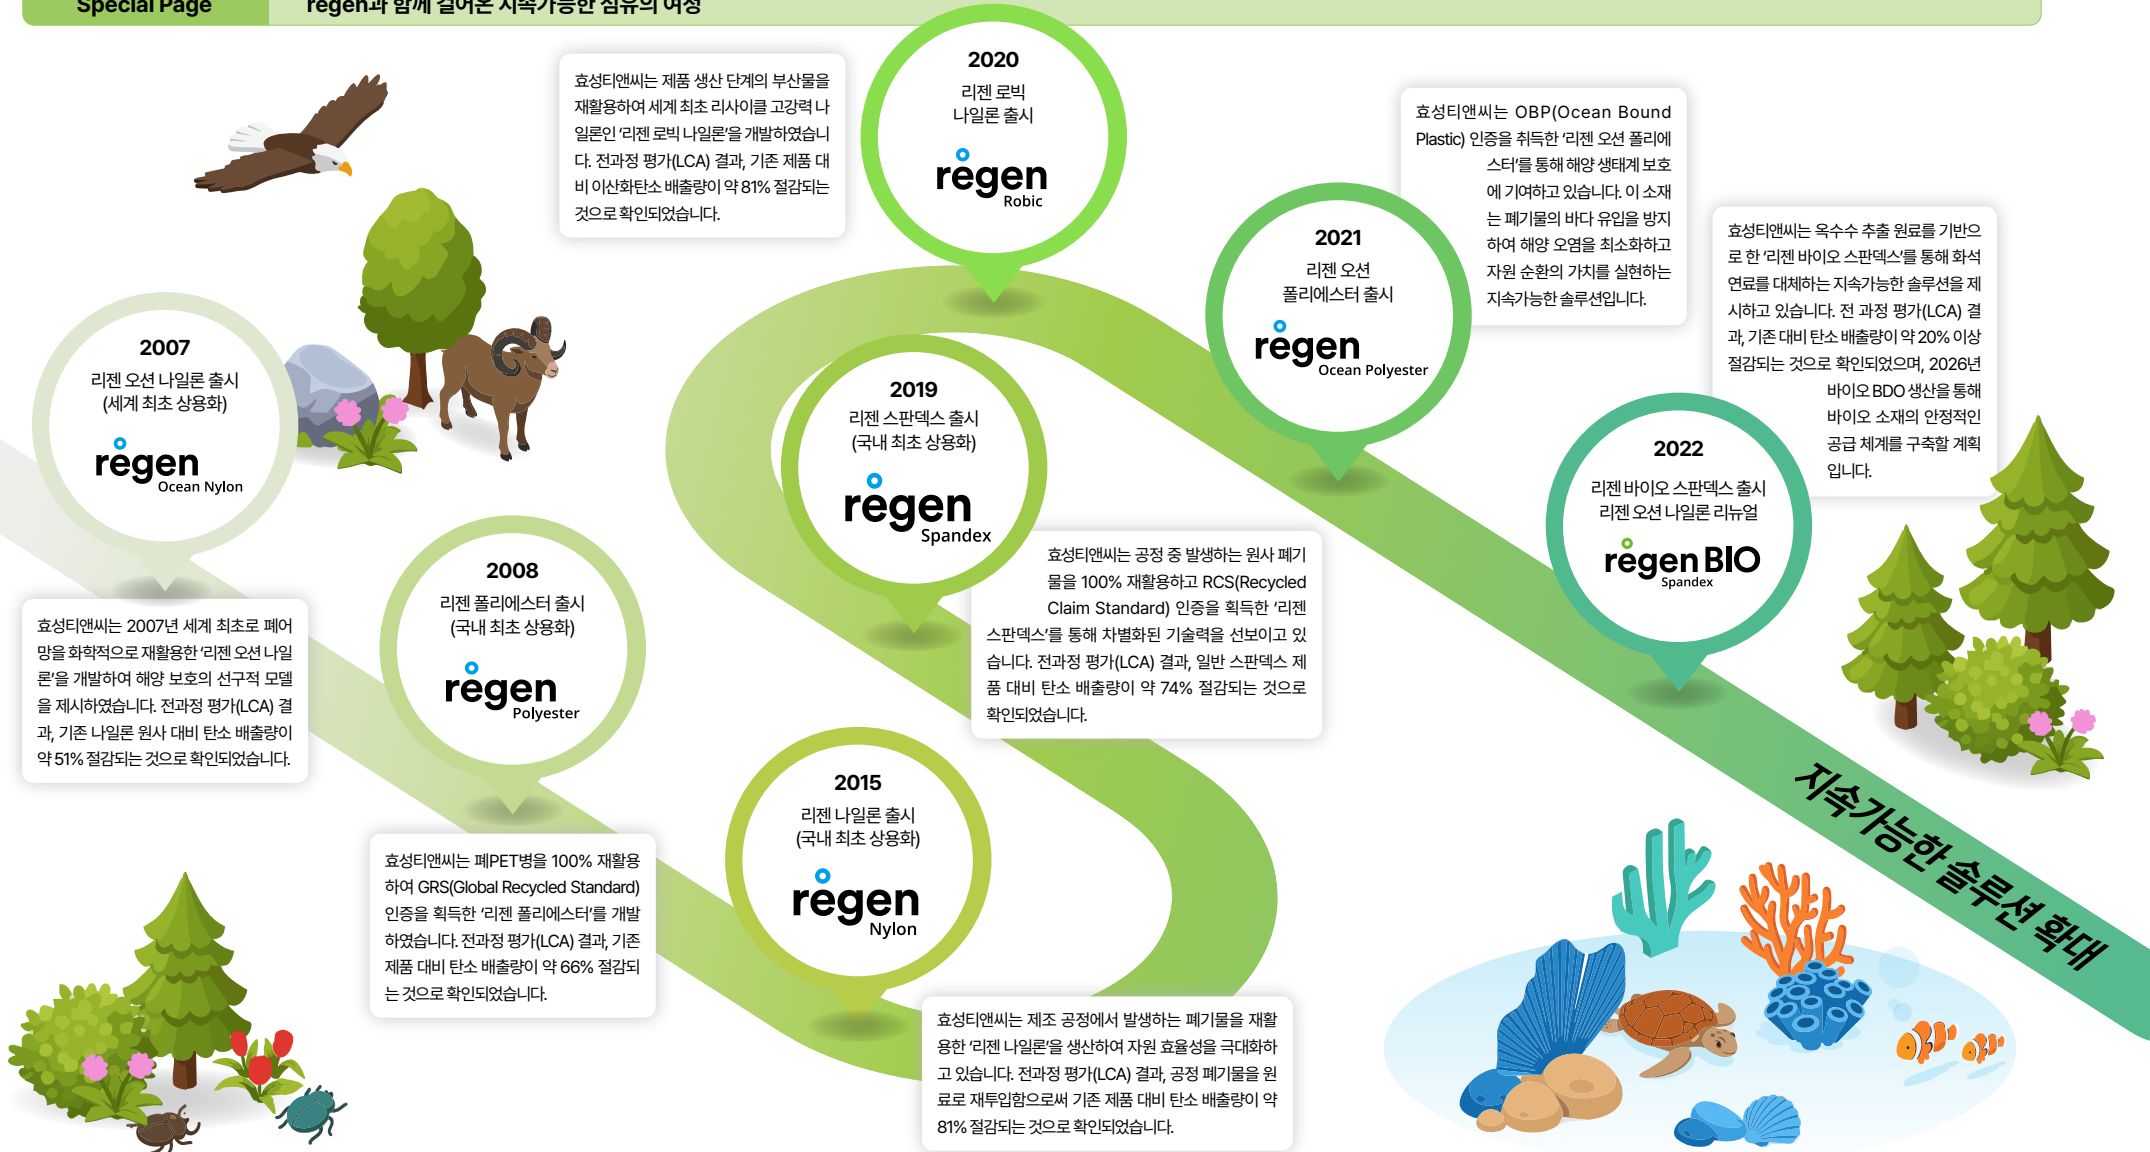 Special Page
regen과 함께 걸어온 지속가능한 섬유의 여정
2007
리젠 오션 나일론 출시
(세계 최초 상용화)
regen
Ocean Nylon
효성티앤씨는 2007년 세계 최초로 폐어
망을 화학적으로 재활용한 ‘리젠 오션 나일
론’을 개발하여 해양 보호의 선구적 모델
을 제시하였습니다. 전과정 평가(LCA) 결
과, 기존 나일론 원사 대비 탄소 배출량이
약 51% 절감되는 것으로 확인되었습니다.
2008
리젠 폴리에스터 출시
(국내 최초 상용화)
regen
Polyester
효성티앤씨는 폐PET병을 100% 재활용
하여 GRS(Global Recycled Standard)
인증을 획득한 ‘리젠 폴리에스터’를 개발
하였습니다. 전과정 평가(LCA) 결과, 기존
제품 대비 탄소 배출량이 약 66% 절감되
는 것으로 확인되었습니다.
2015
리젠 나일론 출시
(국내 최초 상용화)
regen
Nylon
효성티앤씨는 제조 공정에서 발생하는 폐기물을 재활
용한 ‘리젠 나일론’을 생산하여 자원 효율성을 극대화하
고 있습니다. 전과정 평가(LCA) 결과, 공정 폐기물을 원
료로 재투입함으로써 기존 제품 대비 탄소 배출량이 약
81% 절감되는 것으로 확인되었습니다.
2019
리젠 스판덱스 출시
(국내 최초 상용화)
regen
Spandex
효성티앤씨는 공정 중 발생하는 원사 폐기
물을 100% 재활용하고 RCS(Recycled
Claim Standard) 인증을 획득한 ‘리젠
스판덱스’를 통해 차별화된 기술력을 선보이고 있
습니다. 전과정 평가(LCA) 결과, 일반 스판덱스 제
품 대비 탄소 배출량이 약 74% 절감되는 것으로
확인되었습니다.
2020
리젠 로빅
나일론 출시
regen
Robic
효성티앤씨는 제품 생산 단계의 부산물을
재활용하여 세계 최초 리사이클 고강력 나
일론인 ‘리젠 로빅 나일론’을 개발하였습니
다. 전과정 평가(LCA) 결과, 기존 제품 대
비 이산화탄소 배출량이 약 81% 절감되는
것으로 확인되었습니다.
2021
리젠 오션
폴리에스터 출시
regen
Ocean Polyester
효성티앤씨는 OBP(Ocean Bound
Plastic) 인증을 취득한 ‘리젠 오션 폴리에
스터’를 통해 해양 생태계 보호
에 기여하고 있습니다. 이 소재
는 폐기물의 바다 유입을 방지
하여 해양 오염을 최소화하고
자원 순환의 가치를 실현하는
지속가능한 솔루션입니다.
2022
리젠 바이오 스판덱스 출시
리젠 오션 나일론 리뉴얼
regen BIO
Spandex
효성티앤씨는 옥수수 추출 원료를 기반으
로 한 ‘리젠 바이오 스판덱스’를 통해 화석
연료를 대체하는 지속가능한 솔루션을 제
시하고 있습니다. 전 과정 평가(LCA) 결
과, 기존 대비 탄소 배출량이 약 20% 이상
절감되는 것으로 확인되었으며, 2026년
바이오 BDO 생산을 통해
바이오 소재의 안정적인
공급 체계를 구축할 계획
입니다.
지속가능한 솔루션 확대